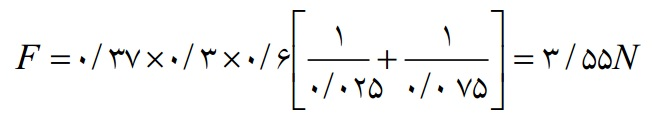 F = ۰/۳۷ × ۰/۳ × ۰/۶ [ ۱ / ۰/۰۲۵ + ۱ / ۰/۰۷۵ ] = ۳/۵۵N